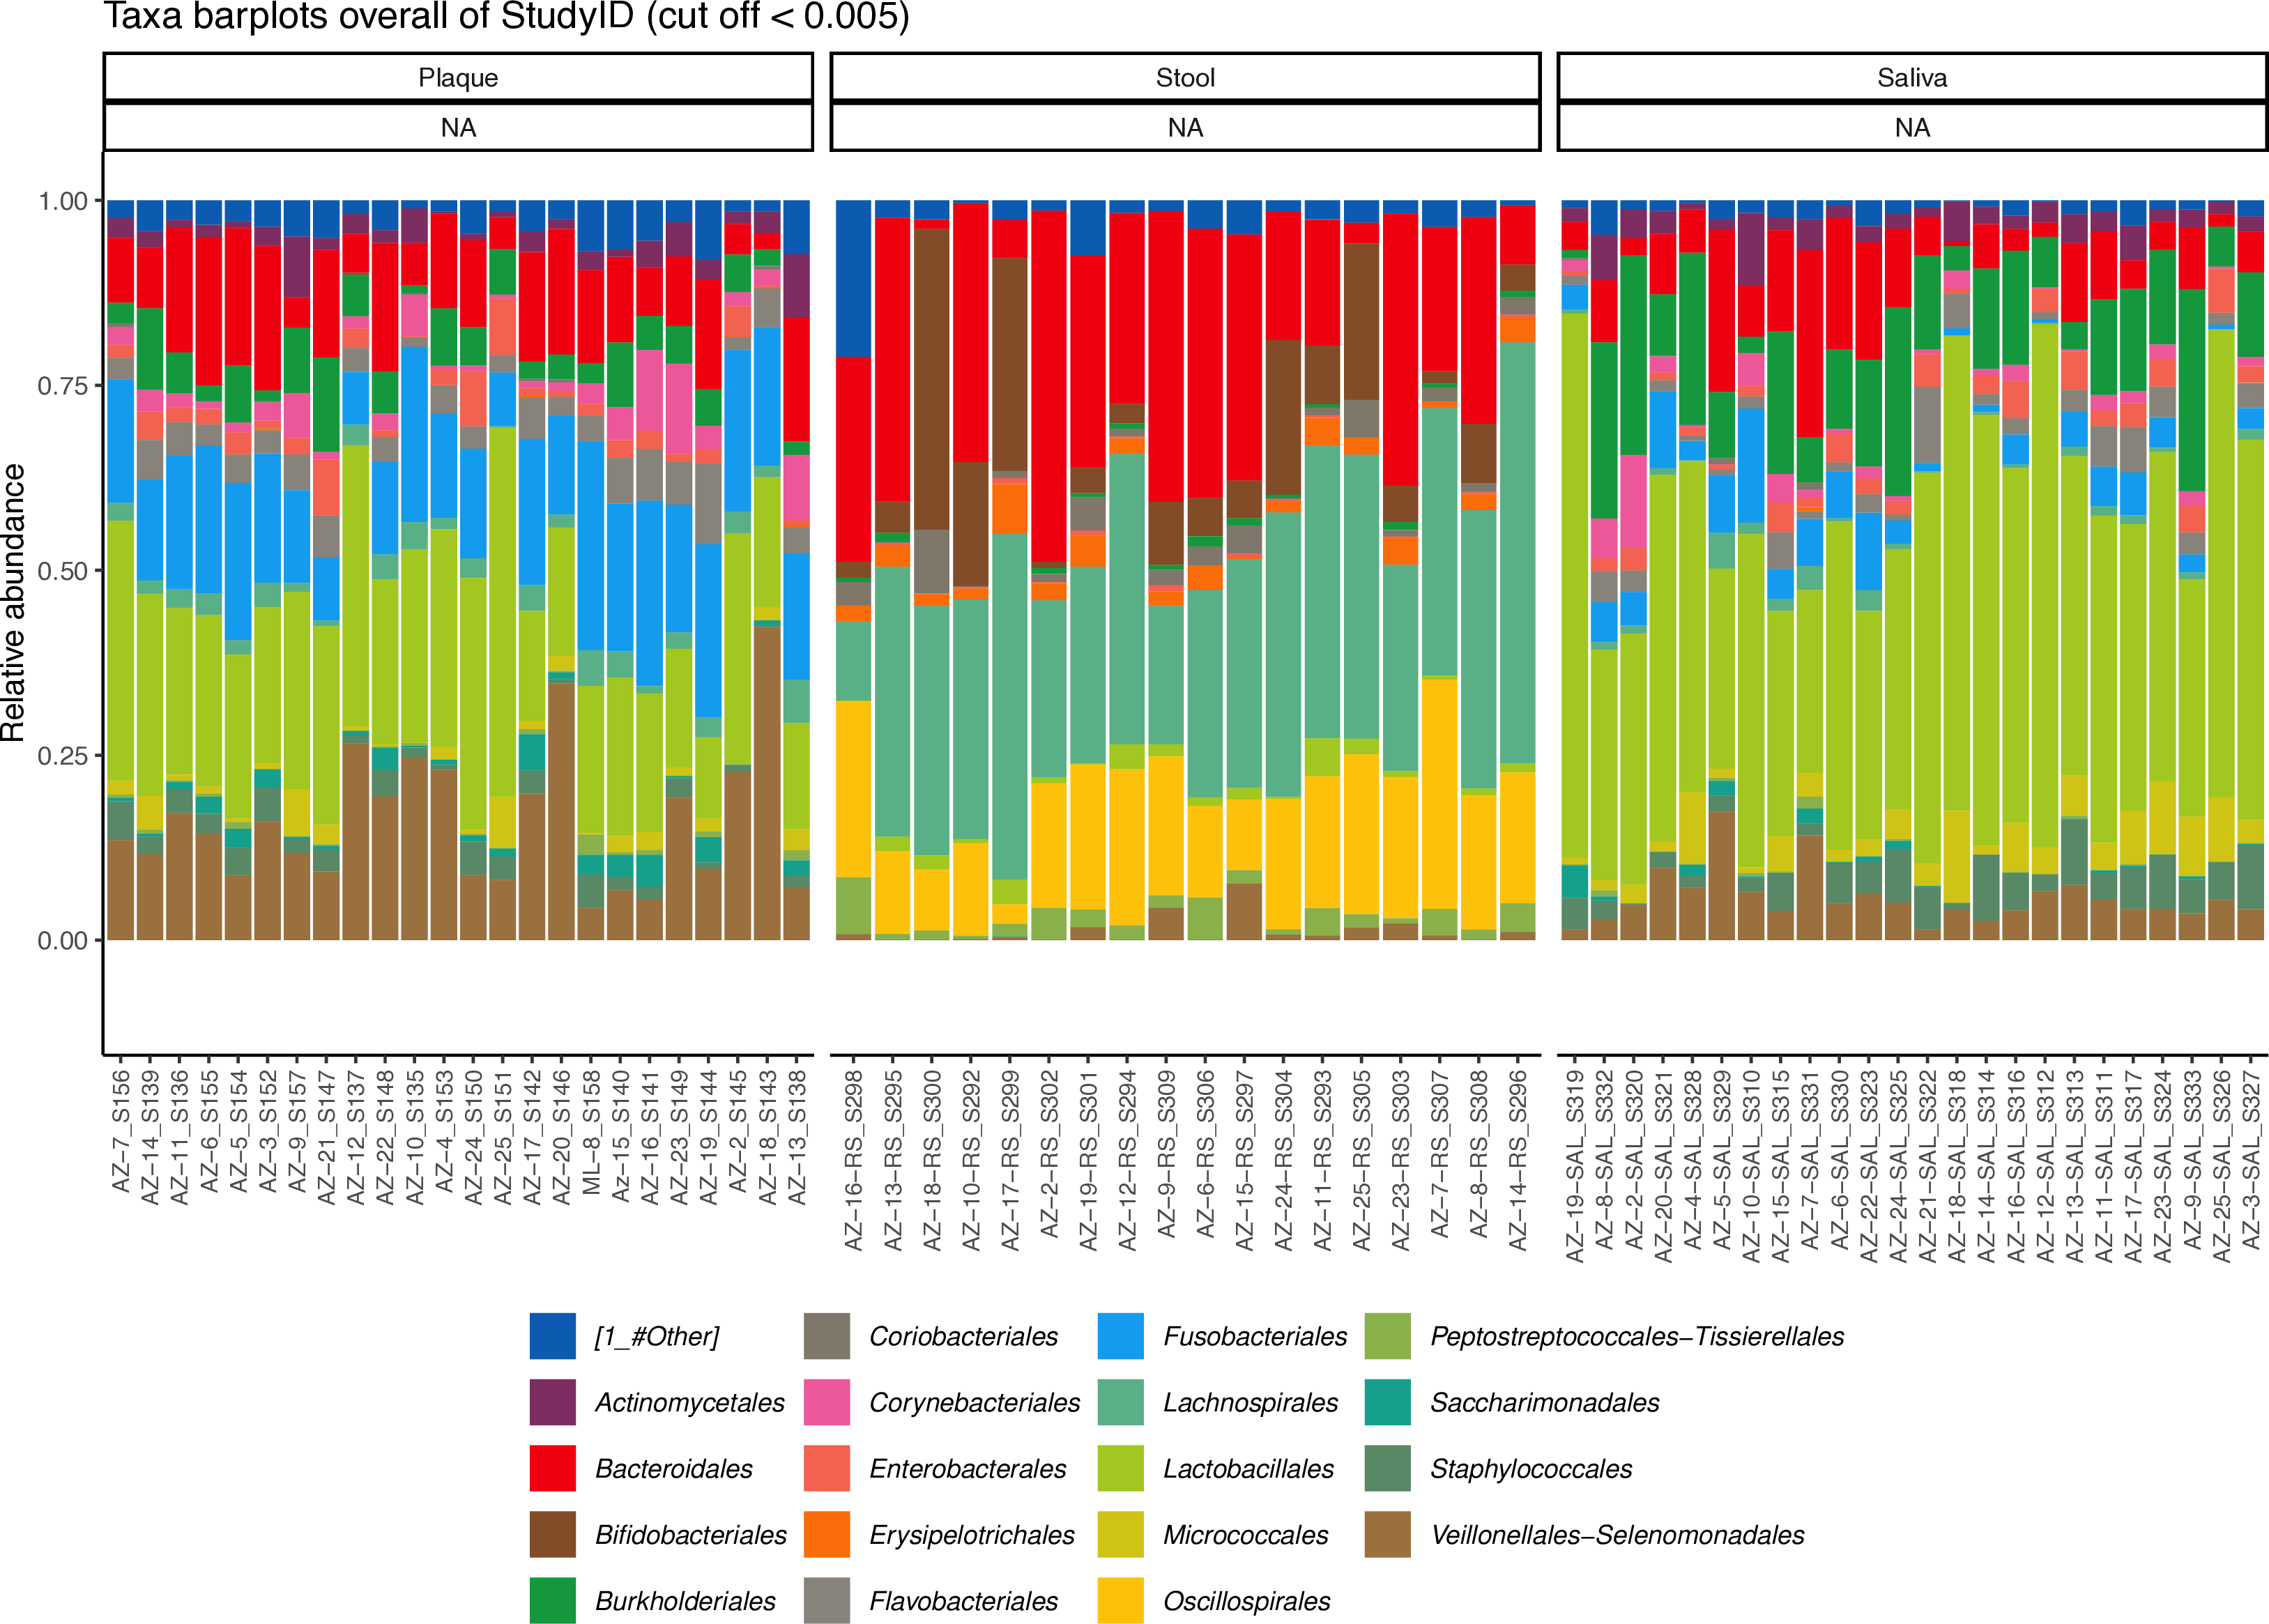 Taxa barplots overall of StudyID (cut off < 0.005)
Plaque
Stool
Saliva
NA
NA
NA
Relative abundance
1.00
0.75
0.50
0.25
0.00
AZ−7_S156
AZ−14_S139
AZ−11_S136
AZ−6_S155
AZ−5_S154
AZ−3_S152
AZ−9_S157
AZ−21_S147
AZ−12_S137
AZ−22_S148
AZ−10_S135
AZ−4_S153
AZ−24_S150
AZ−25_S151
AZ−17_S142
AZ−20_S146
ML−8_S158
Az−15_S140
AZ−16_S141
AZ−23_S149
AZ−19_S144
AZ−2_S145
AZ−18_S143
AZ−13_S138
AZ−16−RS_S298
AZ−13−RS_S295
AZ−18−RS_S300
AZ−10−RS_S292
AZ−17−RS_S299
AZ−2−RS_S302
AZ−19−RS_S301
AZ−12−RS_S294
AZ−9−RS_S309
AZ−6−RS_S306
AZ−15−RS_S297
AZ−24−RS_S304
AZ−11−RS_S293
AZ−25−RS_S305
AZ−23−RS_S303
AZ−7−RS_S307
AZ−8−RS_S308
AZ−14−RS_S296
AZ−19−SAL_S319
AZ−8−SAL_S332
AZ−2−SAL_S320
AZ−20−SAL_S321
AZ−4−SAL_S328
AZ−5−SAL_S329
AZ−10−SAL_S310
AZ−15−SAL_S315
AZ−7−SAL_S331
AZ−6−SAL_S330
AZ−22−SAL_S323
AZ−24−SAL_S325
AZ−21−SAL_S322
AZ−18−SAL_S318
AZ−14−SAL_S314
AZ−16−SAL_S316
AZ−12−SAL_S312
AZ−13−SAL_S313
AZ−11−SAL_S311
AZ−17−SAL_S317
AZ−23−SAL_S324
AZ−9−SAL_S333
AZ−25−SAL_S326
AZ−3−SAL_S327
[1_#Other]
Actinomycetales
Bacteroidales
Bifidobacteriales
Burkholderiales
Coriobacteriales
Corynebacteriales
Enterobacterales
Erysipelotrichales
Flavobacteriales
Fusobacteriales
Lachnospirales
Lactobacillales
Micrococcales
Oscillospirales
Peptostreptococcales−Tissierellales
Saccharimonadales
Staphylococcales
Veillonellales−Selenomonadales